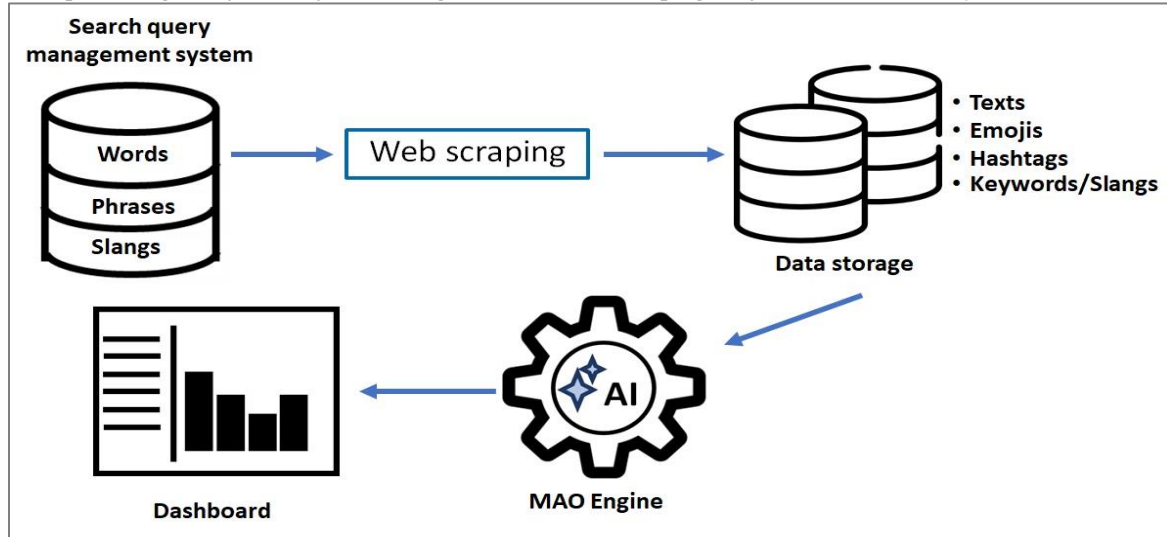 Search query
management system
Words
Phrases
Slangs
Web scraping
• Texts
• Emojis
• Hashtags
• Keywords/Slangs
Data storage
AI
MAO Engine
Dashboard